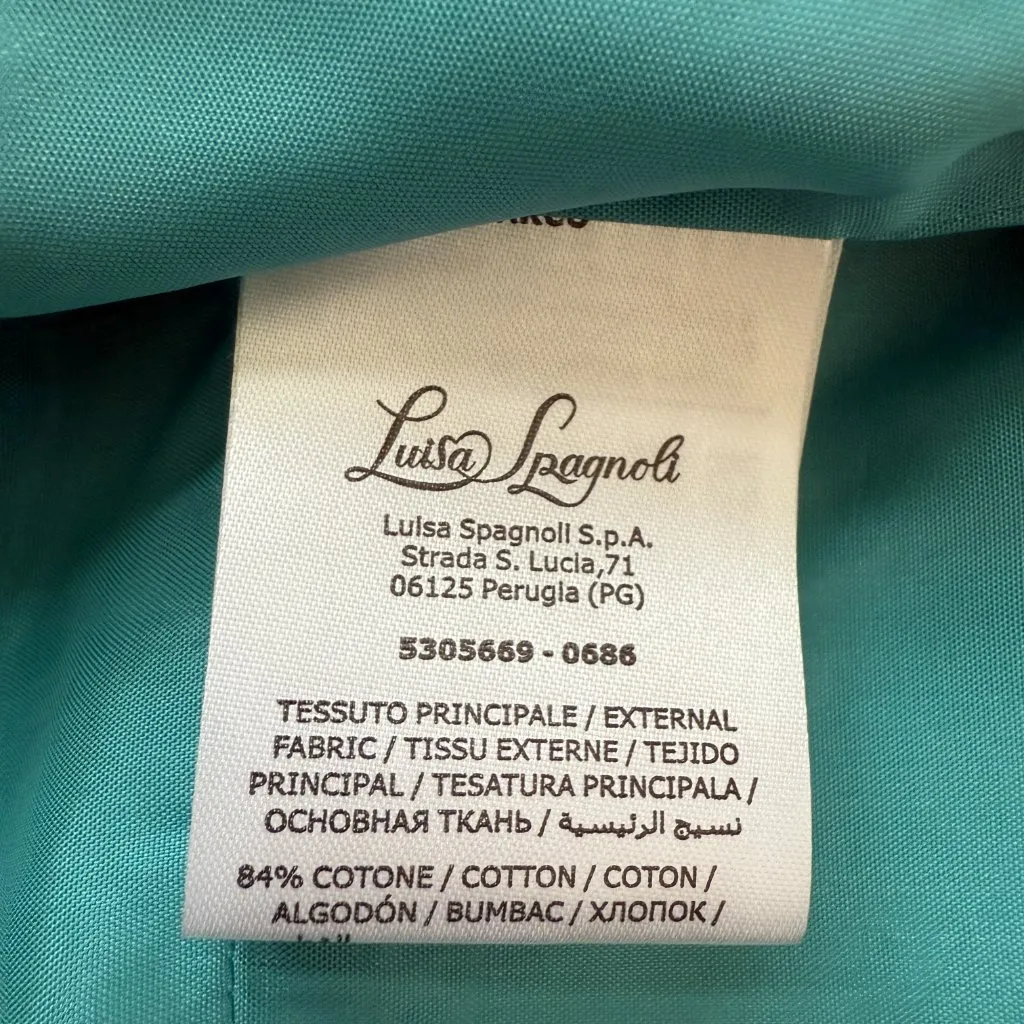 Luisa Spagnoli
Luisa Spagnoli S.p.A.
Strada S. Lucia,71
06125 Perugia (PG)
5305669 - 0686
TESSUTO PRINCIPALE / EXTERNAL
FABRIC / TISSU EXTERNE / TEJIDO
PRINCIPAL / TESATURA PRINCIPALA /
ОСНОВНАЯ ТКАНЬ / نسيج الرئيسية
84% COTONE / COTTON / COTON /
ALGODÓN / BUMBAC / ХЛОПОК /